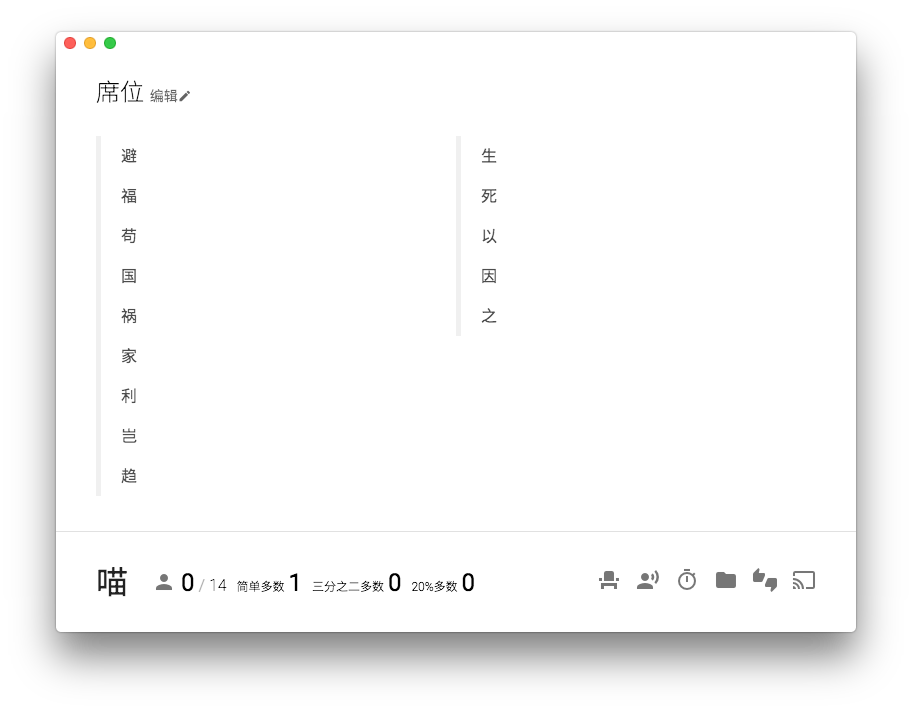 席位 编辑
避
福
苟
国
祸
家
利
岂
趋
生
死
以
因
之
喵 0 / 14 简单多数 1 三分之二多数 0 20%多数 0